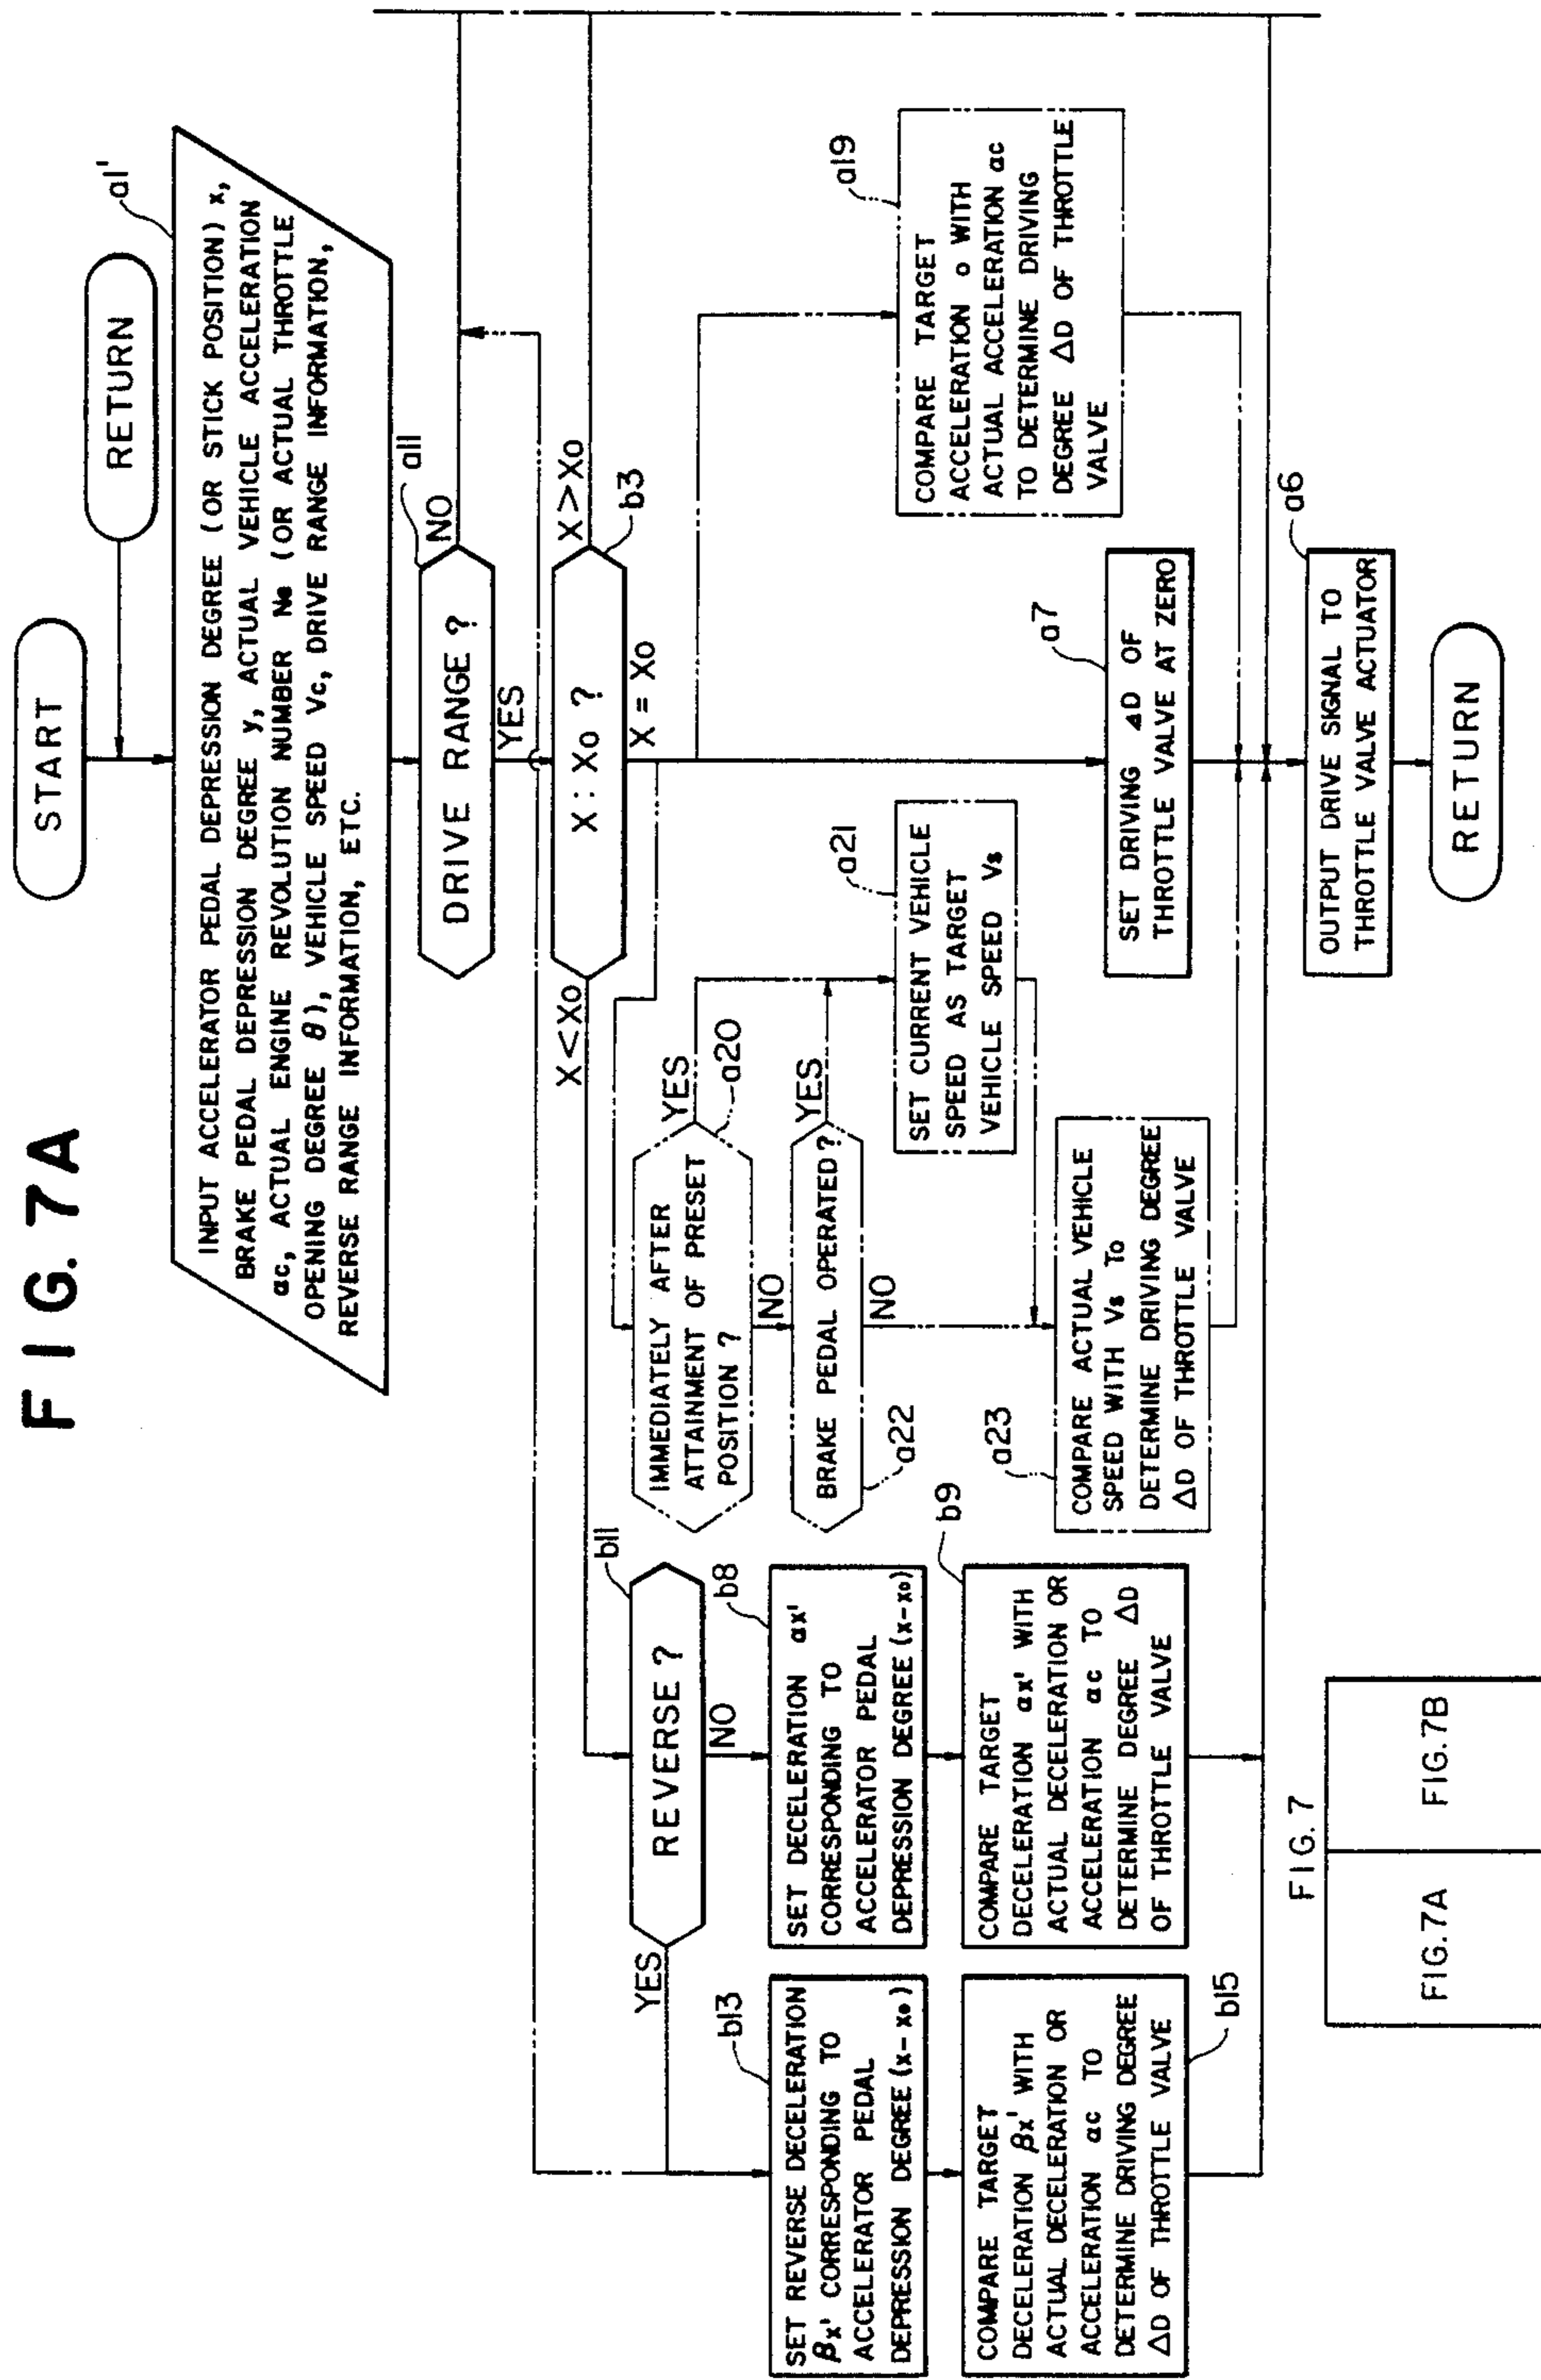 FIG. 7A
START
RETURN
a1'
INPUT ACCELERATOR PEDAL DEPRESSION DEGREE (OR STICK POSITION) x,
BRAKE PEDAL DEPRESSION DEGREE y, ACTUAL VEHICLE ACCELERATION
αc, ACTUAL ENGINE REVOLUTION NUMBER Ne (OR ACTUAL THROTTLE
OPENING DEGREE θ), VEHICLE SPEED Vc, DRIVE RANGE INFORMATION,
REVERSE RANGE INFORMATION, ETC.
DRIVE RANGE ?
a11
NO
YES
X : Xo ?
b3
X<Xo
X>Xo
X = Xo
REVERSE ?
b11
YES
NO
IMMEDIATELY AFTER
ATTAINMENT OF PRESET
POSITION ?
a20
YES
NO
BRAKE PEDAL OPERATED ?
a22
YES
NO
SET REVERSE DECELERATION
βx' CORRESPONDING TO
ACCELERATOR PEDAL
DEPRESSION DEGREE (x-xo)
b13
SET DECELERATION αx'
CORRESPONDING TO
ACCELERATOR PEDAL
DEPRESSION DEGREE (x-xo)
b8
SET CURRENT VEHICLE
SPEED AS TARGET
VEHICLE SPEED Vs
a21
COMPARE TARGET
ACCELERATION o WITH
ACTUAL ACCELERATION αc
TO DETERMINE DRIVING
DEGREE ΔD OF THROTTLE
VALVE
a19
COMPARE TARGET
DECELERATION βx' WITH
ACTUAL DECELERATION OR
ACCELERATION αc TO
DETERMINE DRIVING DEGREE
ΔD OF THROTTLE VALVE
b15
COMPARE TARGET
DECELERATION αx' WITH
ACTUAL DECELERATION OR
ACCELERATION αc TO
DETERMINE DEGREE ΔD
OF THROTTLE VALVE
b9
COMPARE ACTUAL VEHICLE
SPEED WITH Vs TO
DETERMINE DRIVING DEGREE
ΔD OF THROTTLE VALVE
a23
SET DRIVING ΔD OF
THROTTLE VALVE AT ZERO
a7
OUTPUT DRIVE SIGNAL TO
THROTTLE VALVE ACTUATOR
a6
RETURN
FIG. 7
FIG.7A
FIG.7B